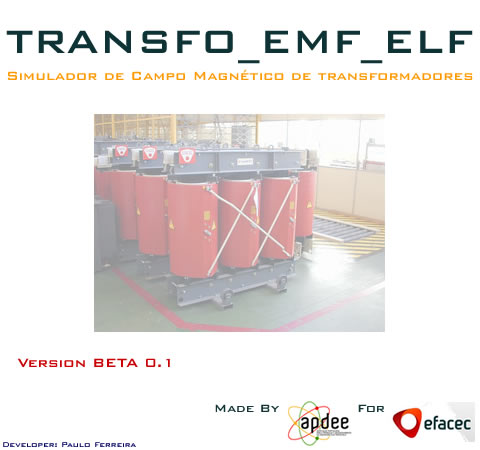 TRANSFO_EMF_ELF
Simulador de Campo Magnético de transformadores
Version BETA 0.1
Made By apdee For efacec
Developer: Paulo Ferreira